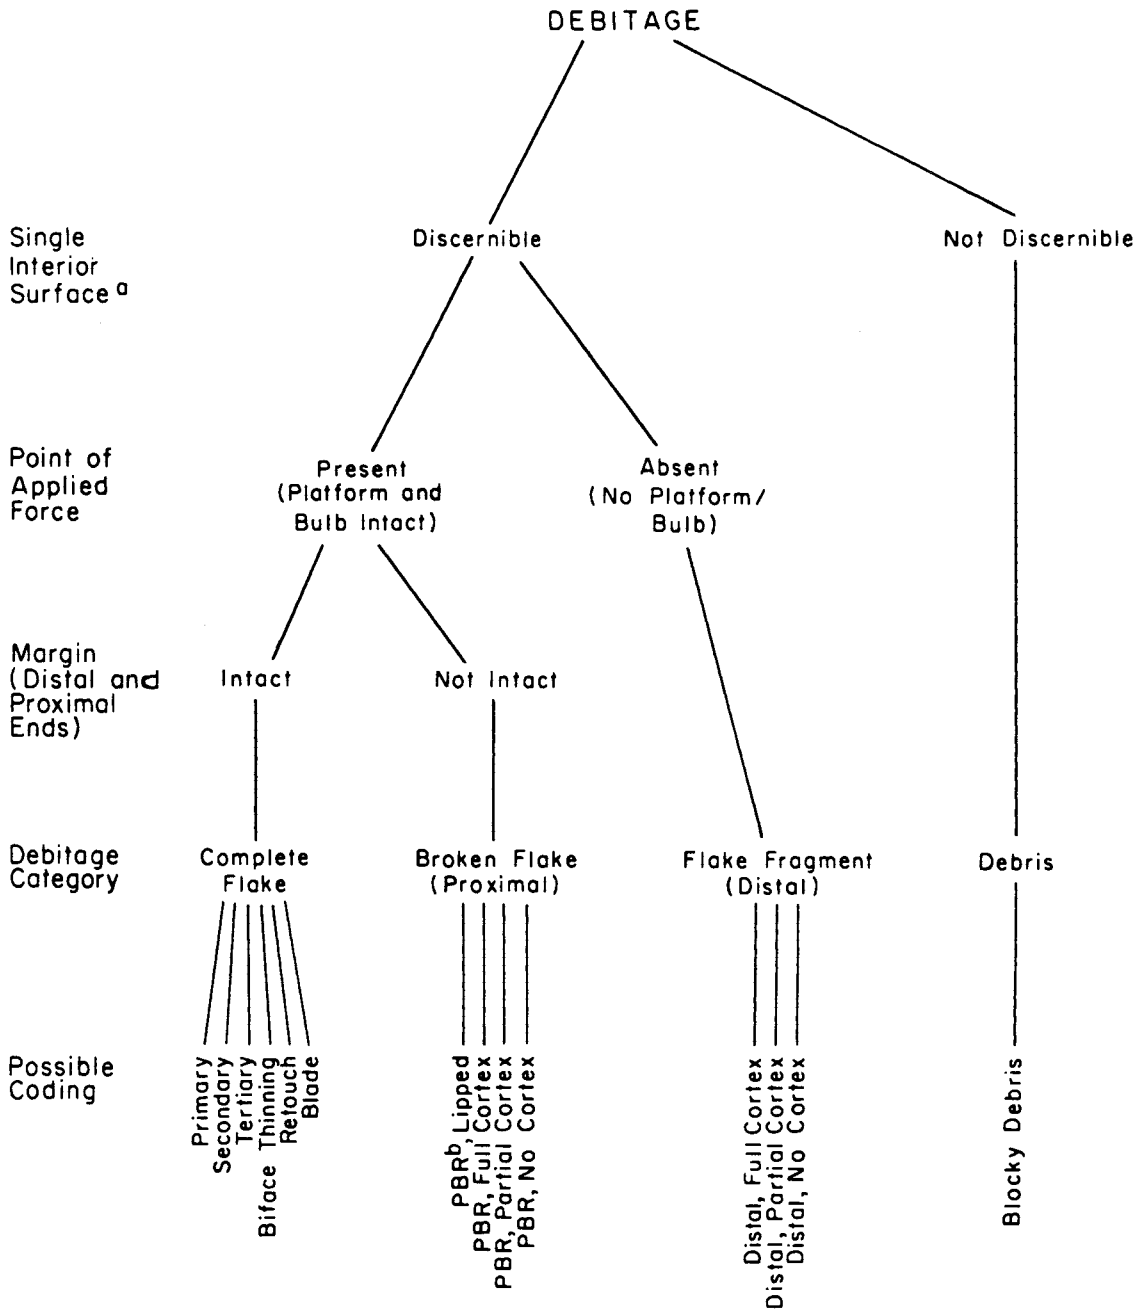 DEBITAGE
Single
Interior
Surface a
Discernible
Not Discernible
Point of
Applied
Force
Present
(Platform and
Bulb Intact)
Absent
(No Platform/
Bulb)
Margin
(Distal and
Proximal
Ends)
Intact
Not Intact
Debitage
Category
Complete
Flake
Broken Flake
(Proximal)
Flake Fragment
(Distal)
Debris
Possible
Coding
Primary
Secondary
Tertiary
Biface Thinning
Retouch
Blade
PBRb, Lipped
PBR, Full Cortex
PBR, Partial Cortex
PBR, No Cortex
Distal, Full Cortex
Distal, Partial Cortex
Distal, No Cortex
Blocky Debris